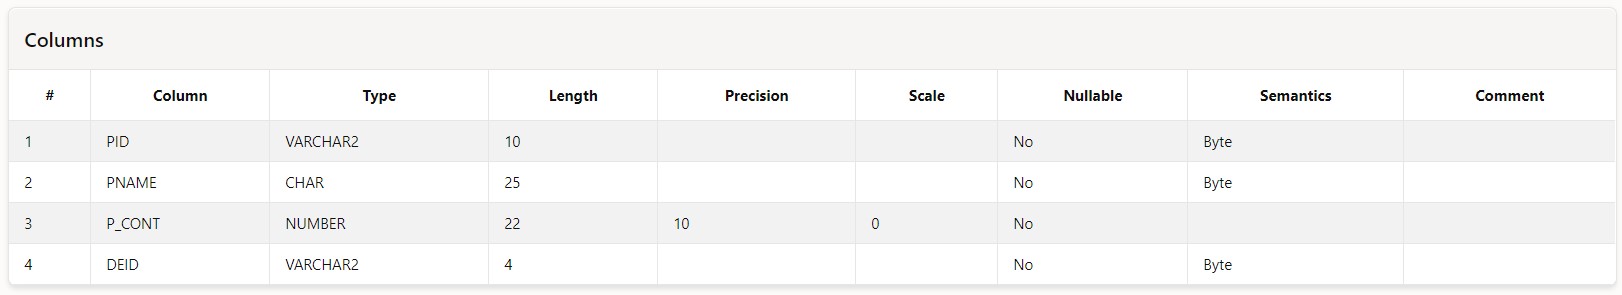 Columns
# Column Type Length Precision Scale Nullable Semantics Comment
1 PID VARCHAR2 10 No Byte
2 PNAME CHAR 25 No Byte
3 P_CONT NUMBER 22 10 0 No
4 DEID VARCHAR2 4 No Byte